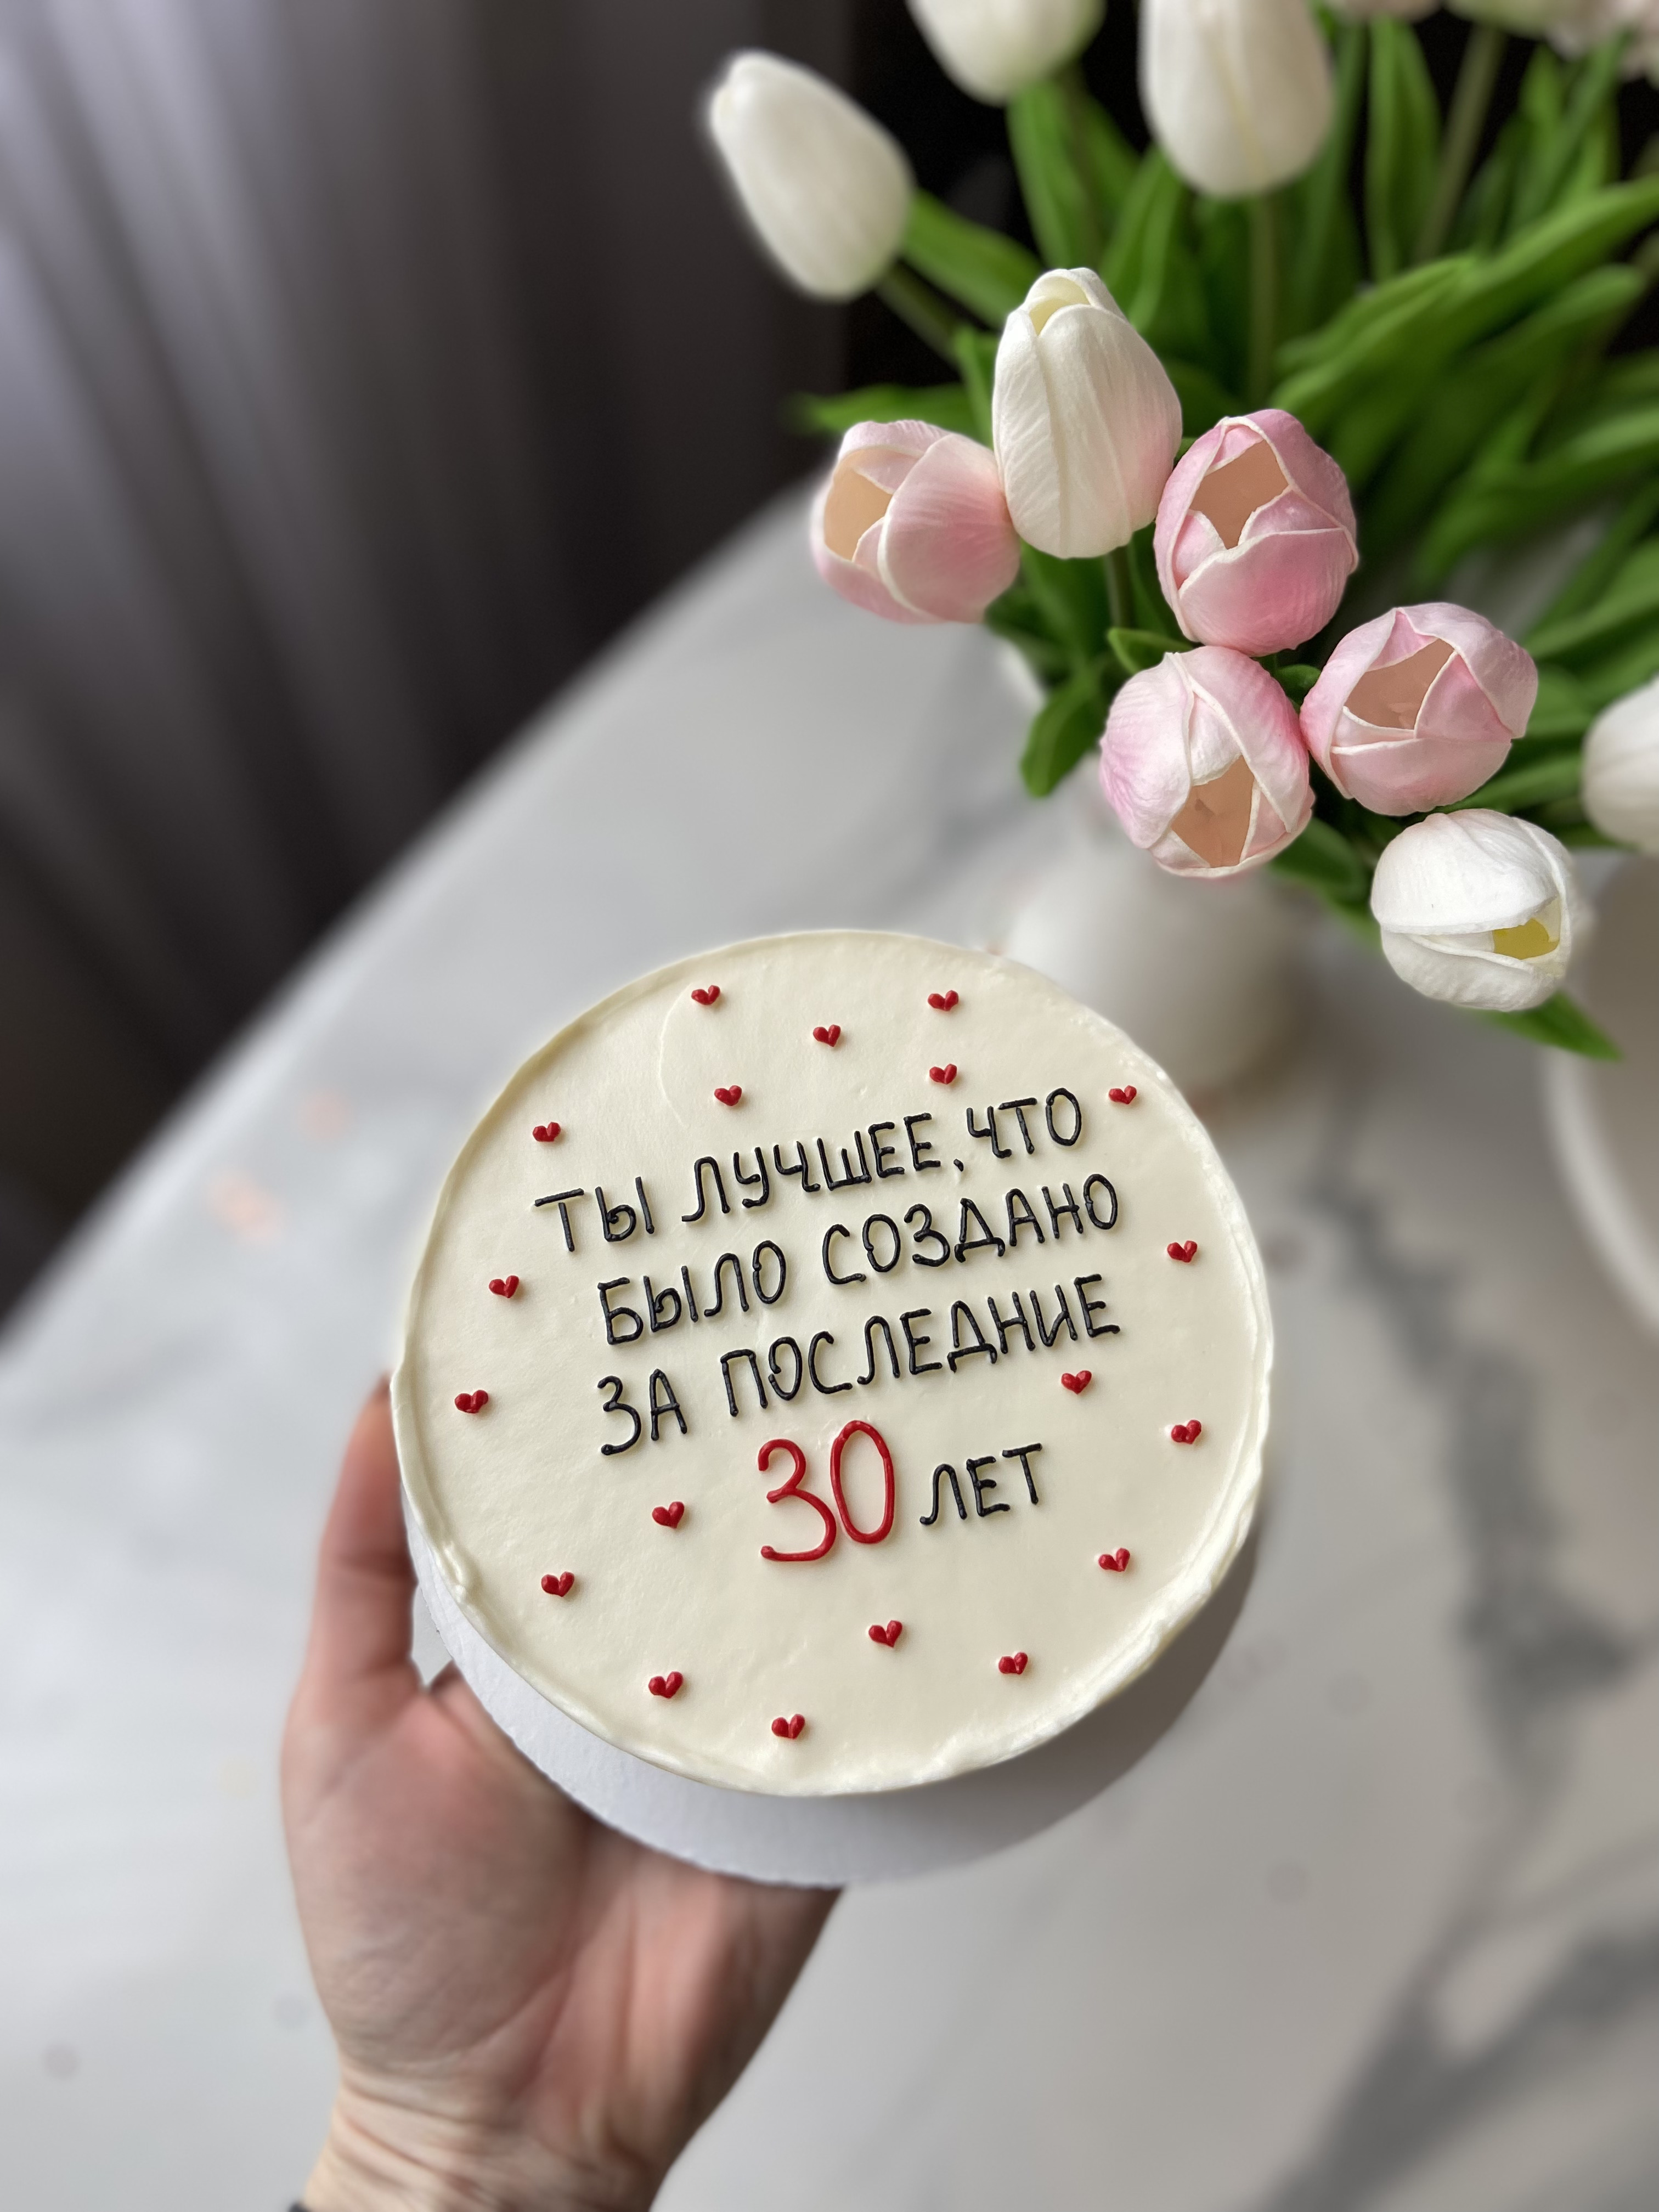 ТЫ ЛУЧШЕЕ, ЧТО
БЫЛО СОЗДАНО
ЗА ПОСЛЕДНИЕ
30 ЛЕТ